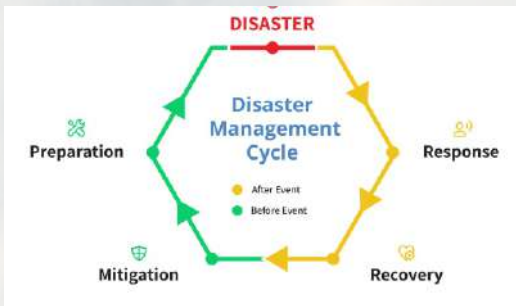 DISASTER
Disaster
Management
Cycle
Preparation
Response
After Event
Before Event
Mitigation
Recovery